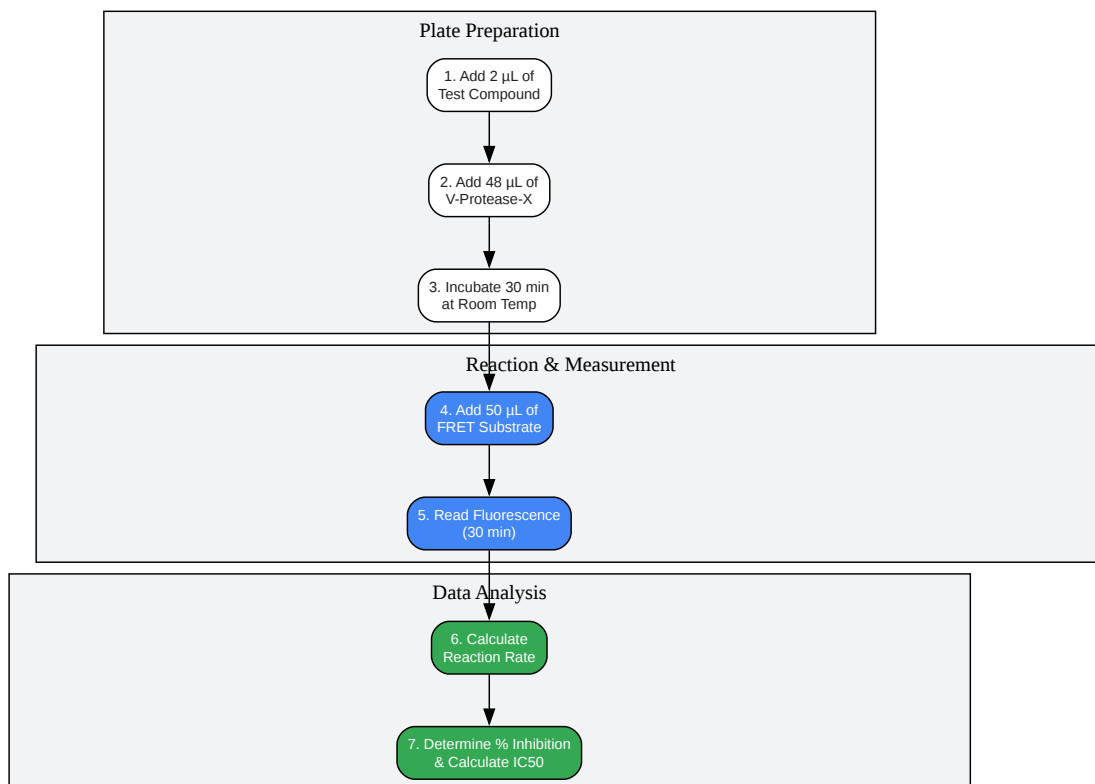 Plate Preparation
1. Add 2 µL of
Test Compound
2. Add 48 µL of
V-Protease-X
3. Incubate 30 min
at Room Temp
Reaction & Measurement
4. Add 50 µL of
FRET Substrate
5. Read Fluorescence
(30 min)
Data Analysis
6. Calculate
Reaction Rate
7. Determine % Inhibition
& Calculate IC50